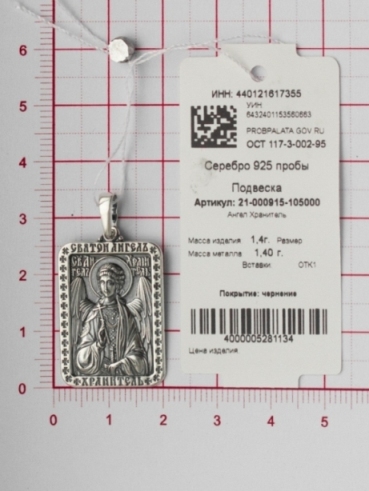 6
5
4
3
2
1
0
0
1
2
3
4
5
ИНН: 440121617355
УИН
6432401153560663
PROBPALATA.GOV.RU
ОСТ 117-3-002-95
Серебро 925 пробы
Подвеска
Артикул: 21-000915-105000
Ангел Хранитель
Масса изделия 1,4г. Размер
Масса металла 1,40 г.
Вставки ОТК1
Покрытие: чернение
4000005281134
Цена изделия
СВЯТОЙ АНГЕЛЪ
ХРАНИТЕЛЬ